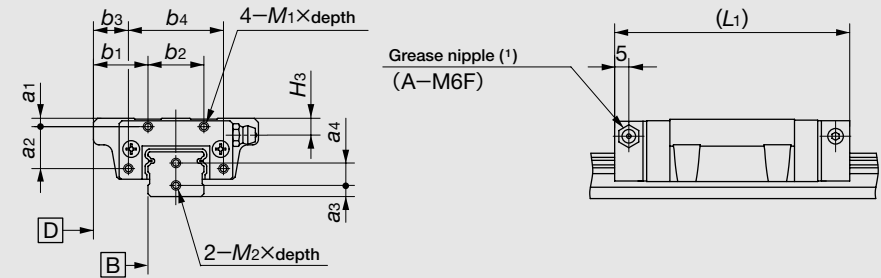 b3 b4 4−M1×depth
b1 b2
a1
a2
H3
a4
a3
D
B
2−M2×depth
(L1)
5
Grease nipple (1)
(A−M6F)